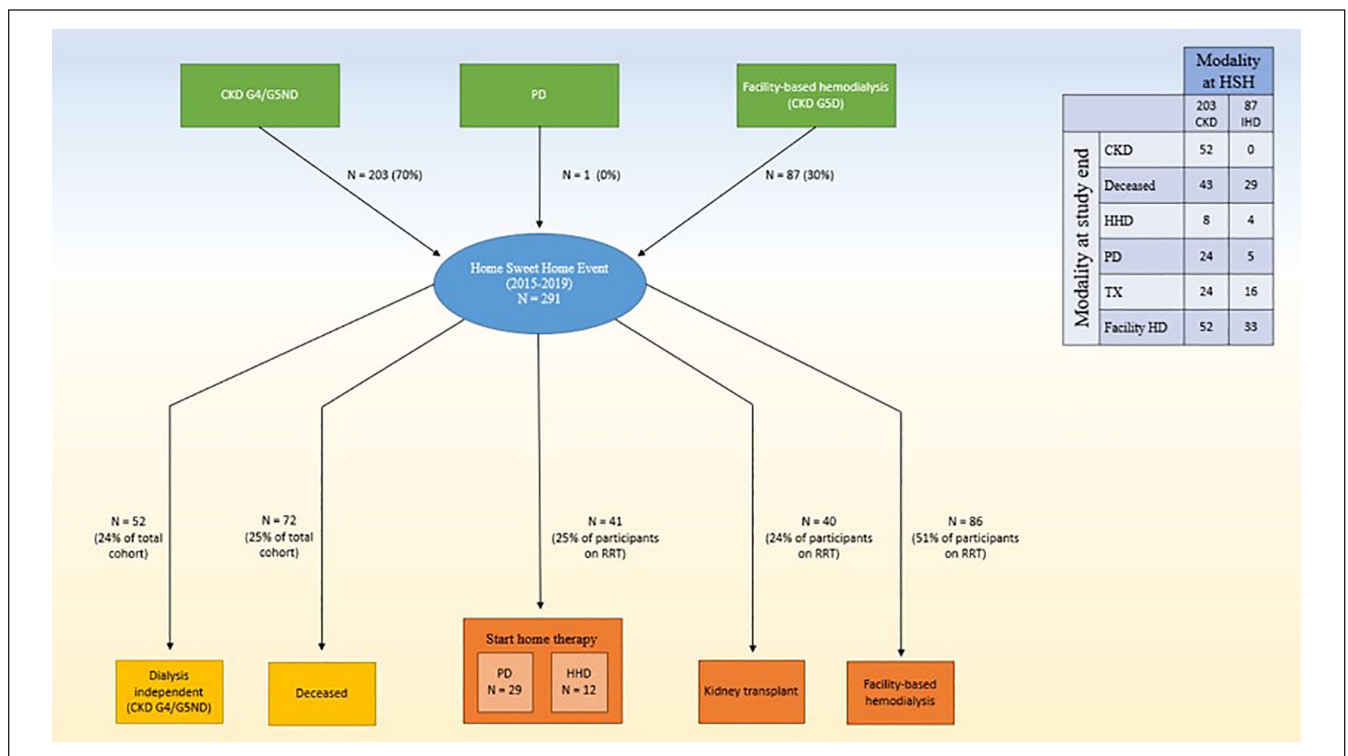 CKD G4/G5ND
PD
Facility-based hemodialysis
(CKD G5D)
N = 203 (70%)
N = 1 (0%)
N = 87 (30%)
Home Sweet Home Event
(2015-2019)
N = 291
N = 52
(24% of total
cohort)
N = 72
(25% of total
cohort)
N = 41
(25% of participants
on RRT)
N = 40
(24% of participants
on RRT)
N = 86
(51% of participants
on RRT)
Dialysis
independent
(CKD G4/G5ND)
Deceased
Start home therapy
PD
N = 29
HHD
N = 12
Kidney transplant
Facility-based
hemodialysis
Modality
at HSH
203
CKD
87
IHD
Modality at study end
CKD 52 0
Deceased 43 29
HHD 8 4
PD 24 5
TX 24 16
Facility HD 52 33